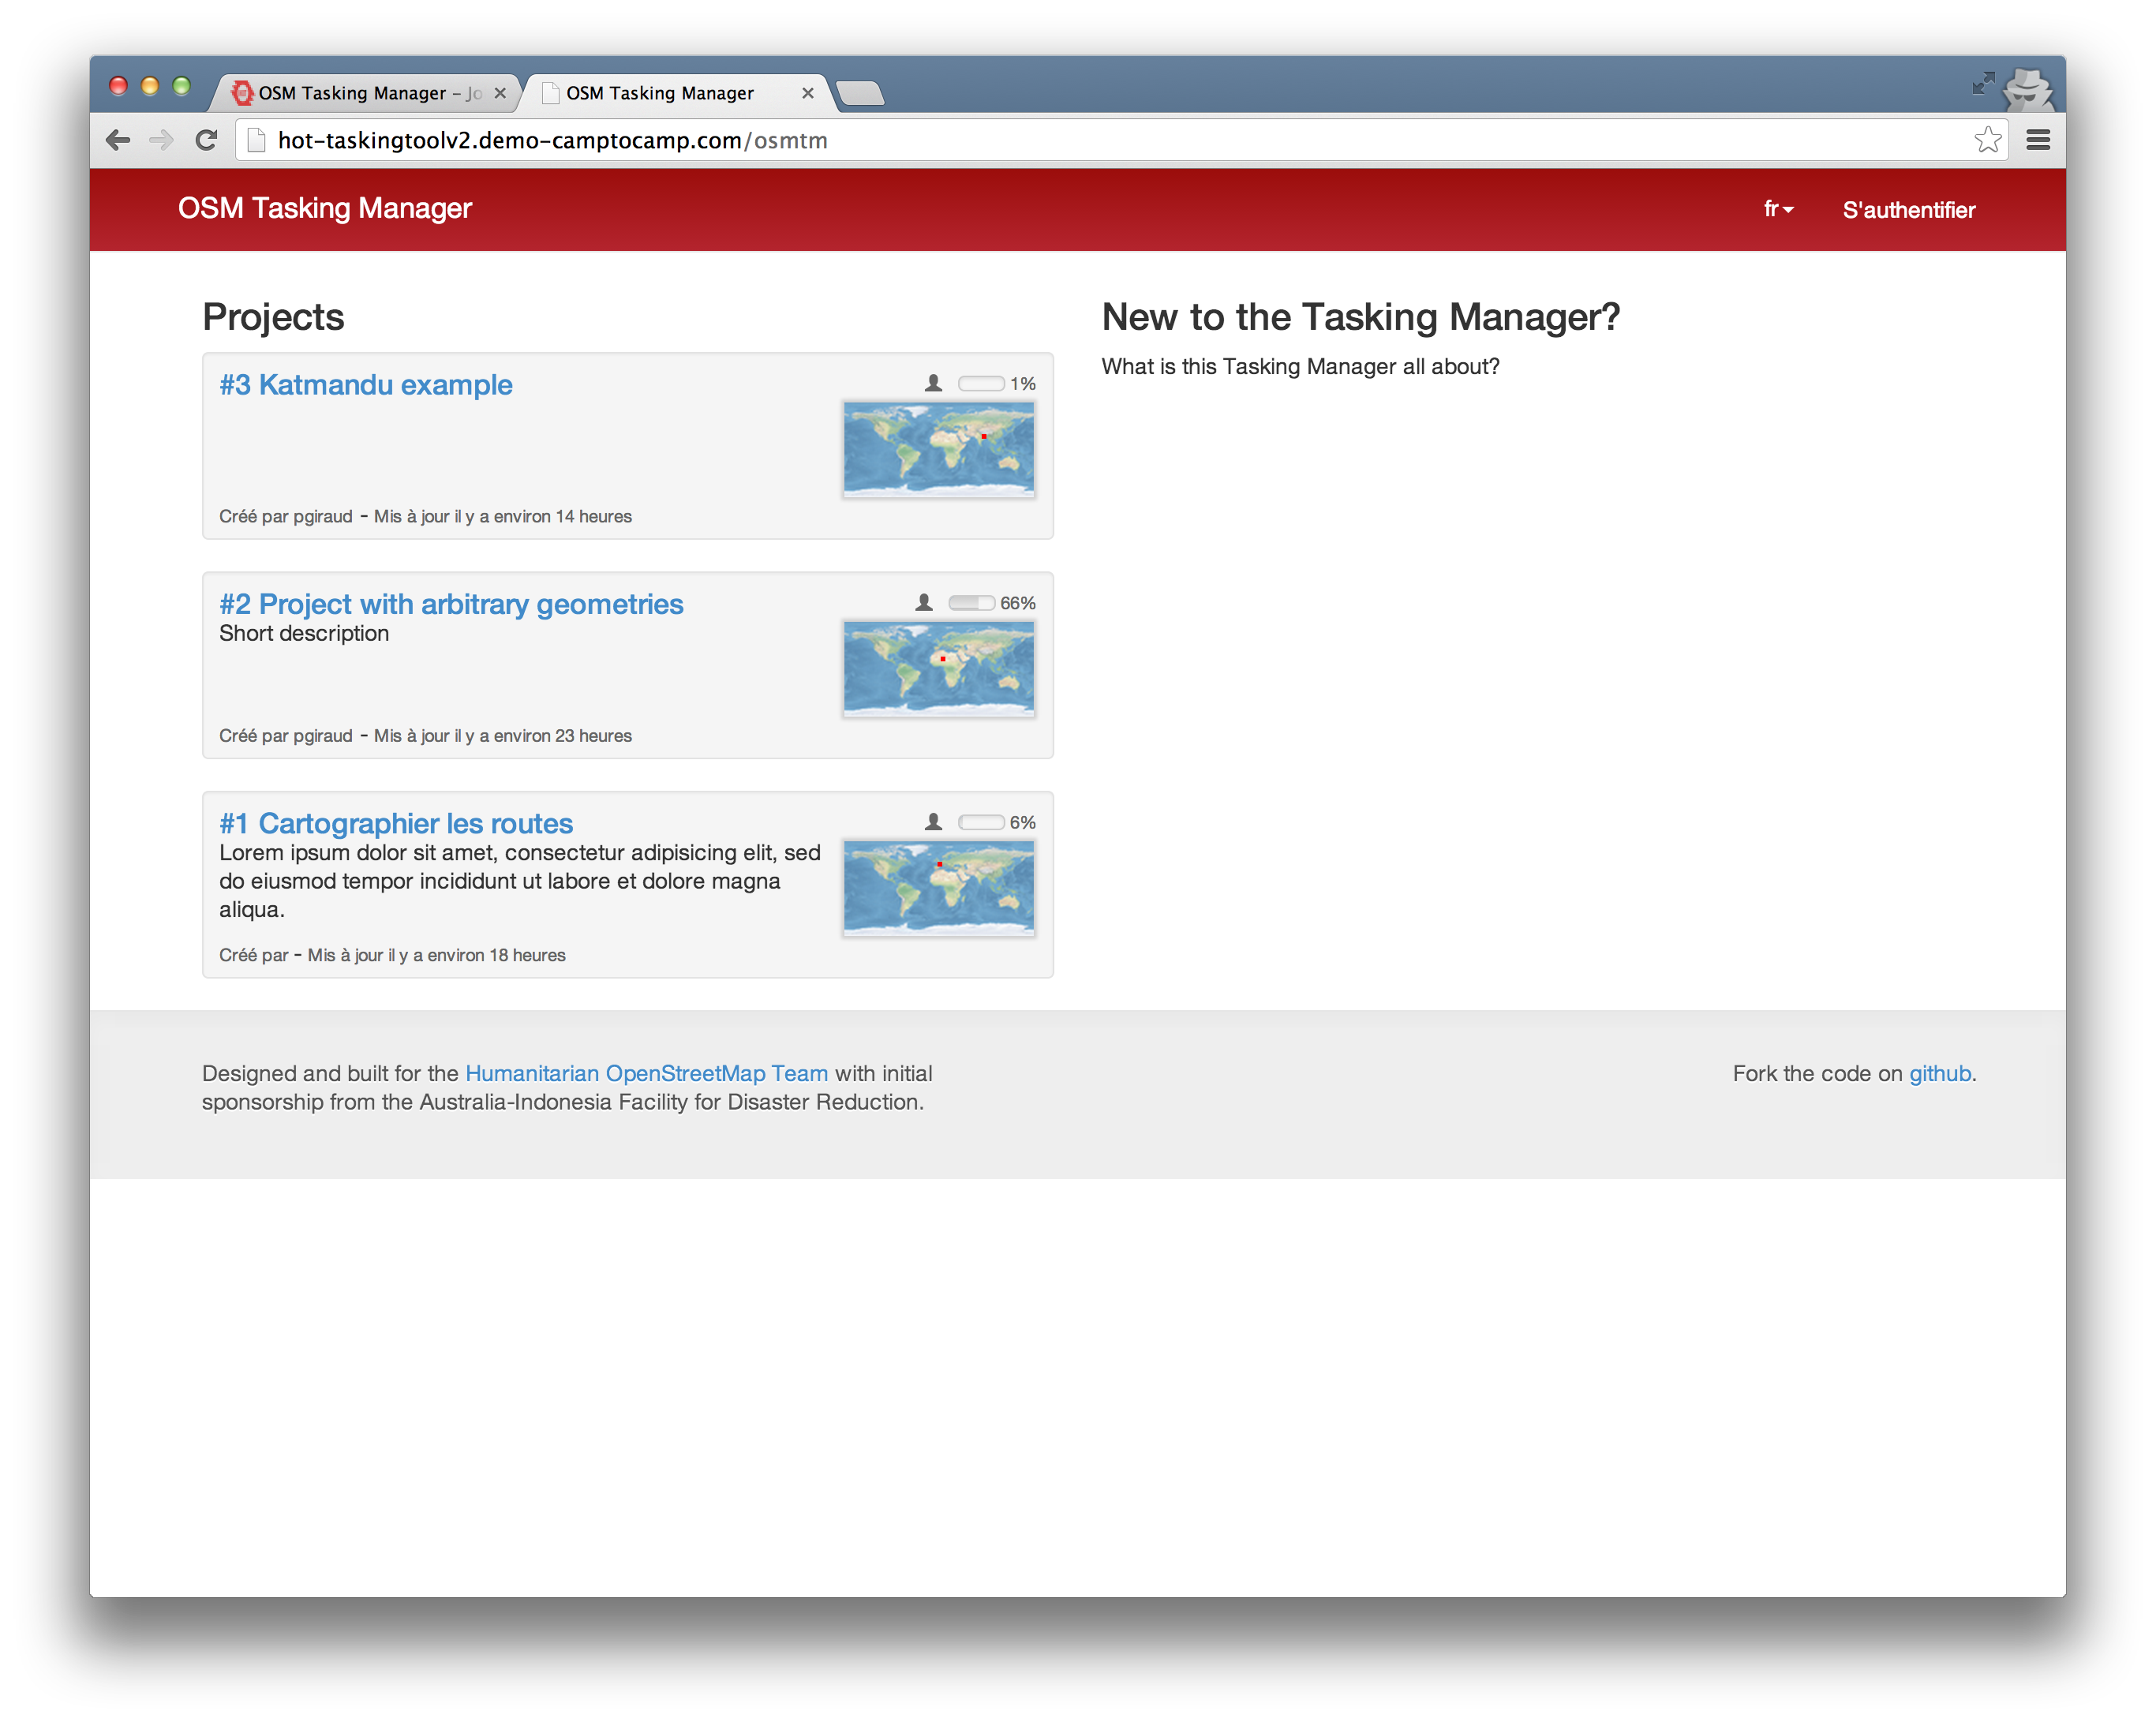 OSM Tasking Manager – Jo
OSM Tasking Manager
hot-taskingtoolv2.demo-camptocamp.com/osmtm
OSM Tasking Manager
fr
S'authentifier
Projects
#3 Katmandu example
1%
Créé par pgiraud - Mis à jour il y a environ 14 heures
#2 Project with arbitrary geometries
66%
Short description
Créé par pgiraud - Mis à jour il y a environ 23 heures
#1 Cartographier les routes
6%
Lorem ipsum dolor sit amet, consectetur adipisicing elit, sed
do eiusmod tempor incididunt ut labore et dolore magna
aliqua.
Créé par - Mis à jour il y a environ 18 heures
New to the Tasking Manager?
What is this Tasking Manager all about?
Designed and built for the Humanitarian OpenStreetMap Team with initial
sponsorship from the Australia-Indonesia Facility for Disaster Reduction.
Fork the code on github.